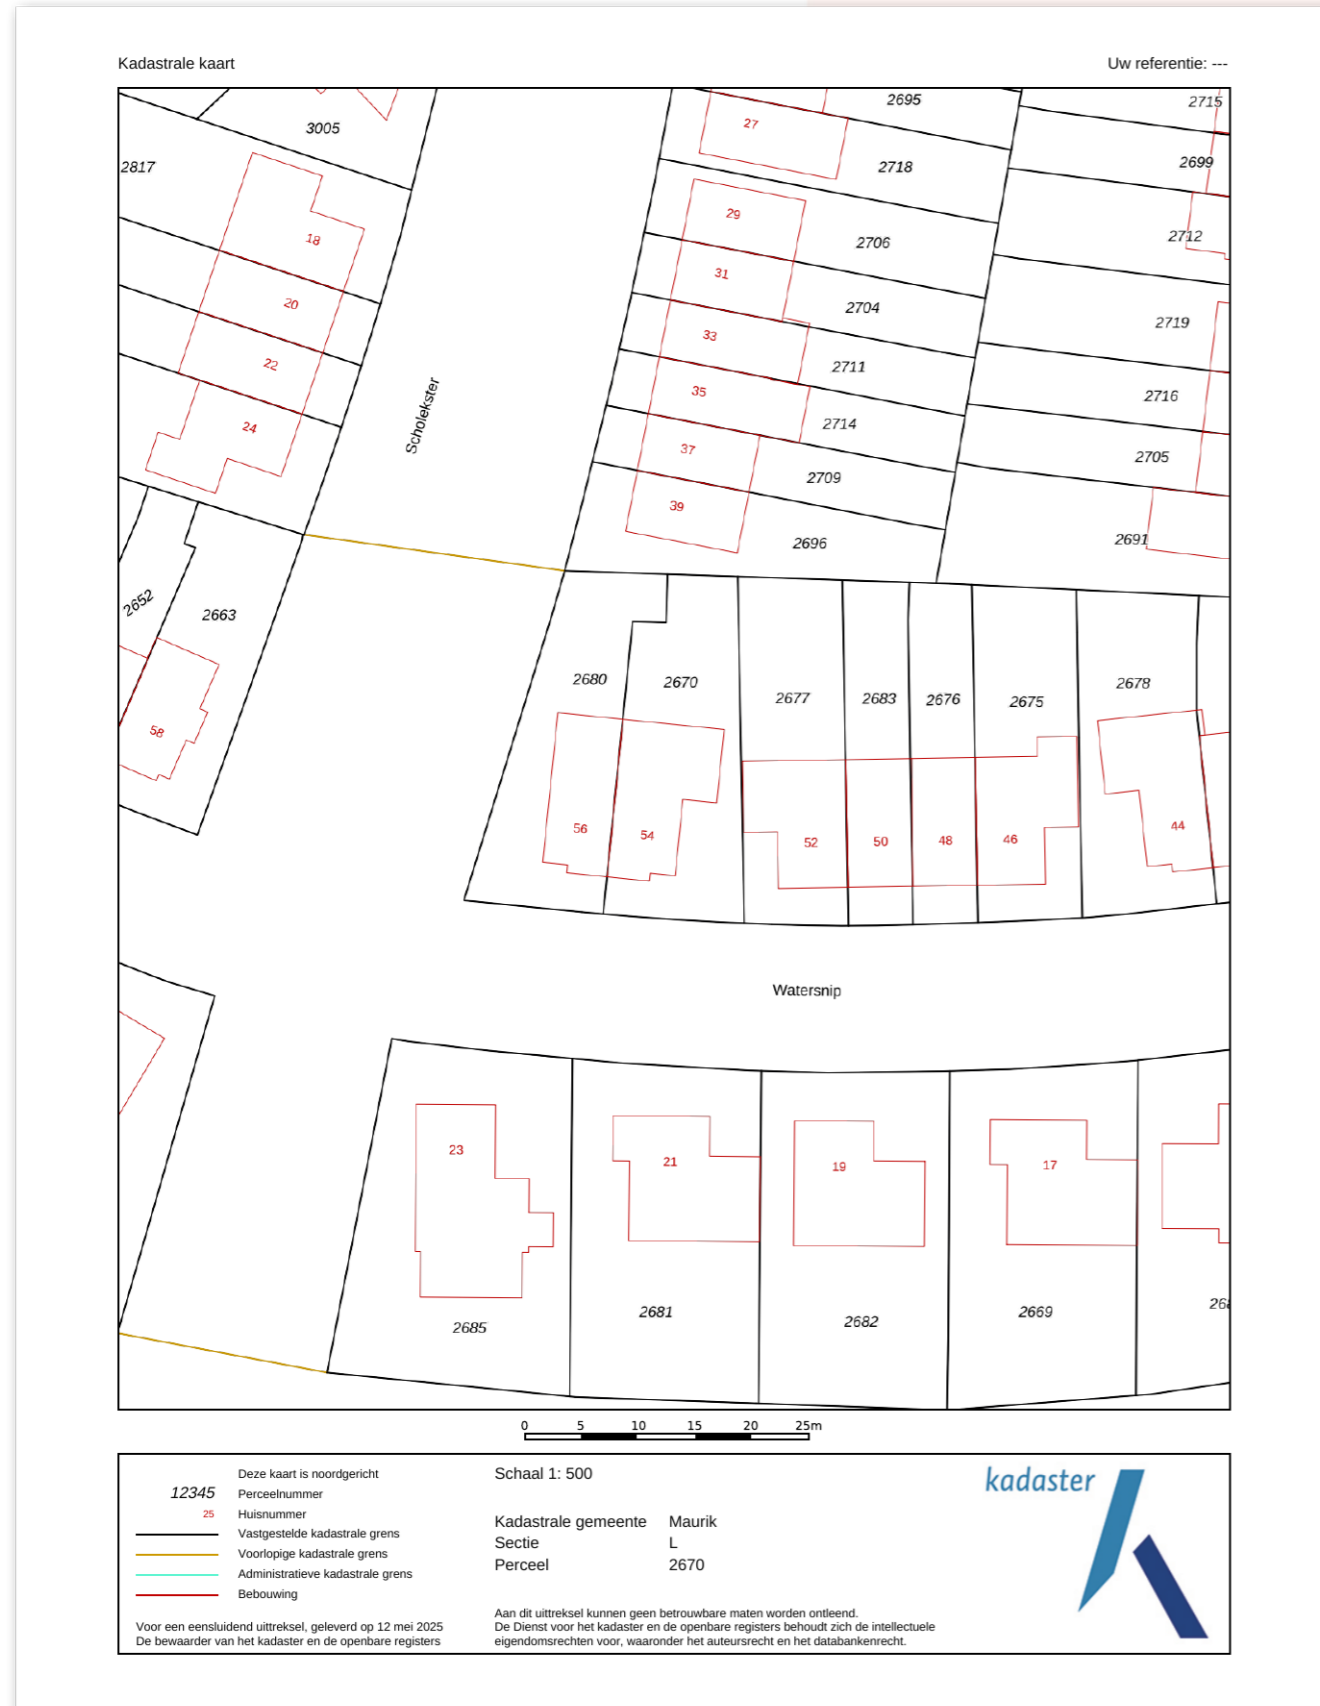 Kadastrale kaart
Uw referentie: ---
2695
2715
3005
27
2817
2718
2699
29
2706
2712
18
31
2704
20
2719
33
2711
22
35
2716
2714
24
Scholekster
37
2705
2709
39
2696
2691
2652
2663
2680
2670
2677
2683
2676
2675
2678
58
56
54
52
50
48
46
44
Watersnip
23
21
19
17
2685
2681
2682
2669
0 5 10 15 20 25m
Deze kaart is noordgericht
12345 Perceelnummer
25 Huisnummer
Vastgestelde kadastrale grens
Voorlopige kadastrale grens
Administratieve kadastrale grens
Bebouwing
Voor een eensluidend uittreksel, geleverd op 12 mei 2025
De bewaarder van het kadaster en de openbare registers
Schaal 1: 500
Kadastrale gemeente Maurik
Sectie L
Perceel 2670
Aan dit uittreksel kunnen geen betrouwbare maten worden ontleend.
De Dienst voor het kadaster en de openbare registers behoudt zich de intellectuele
eigendomsrechten voor, waaronder het auteursrecht en het databankenrecht.
kadaster